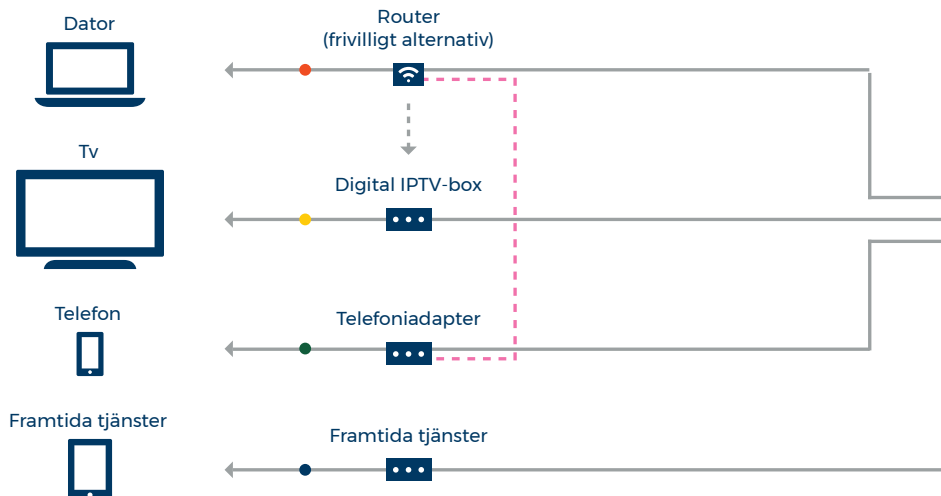 Dator
Router
(frivilligt alternativ)
Tv
Digital IPTV-box
Telefon
Telefoniadapter
Framtida tjänster
Framtida tjänster